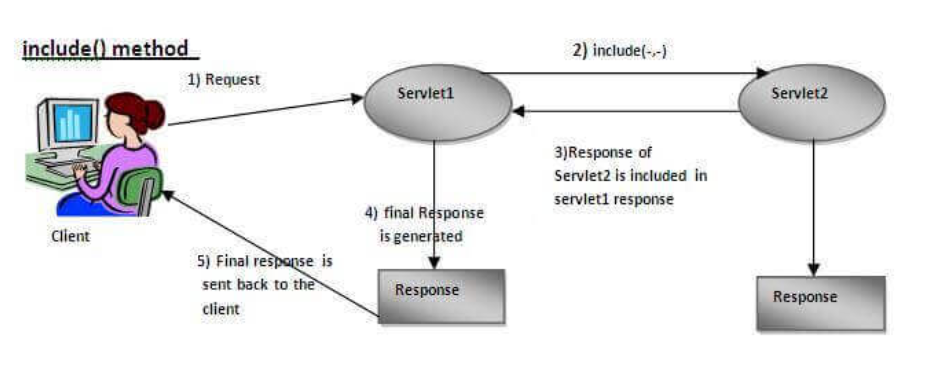 include() method
1) Request
2) include(-,-)
Servlet1
Servlet2
3)Response of
Servlet2 is included in
servlet1 response
4) final Response
is generated
Client
5) Final response is
sent back to the
client
Response
Response